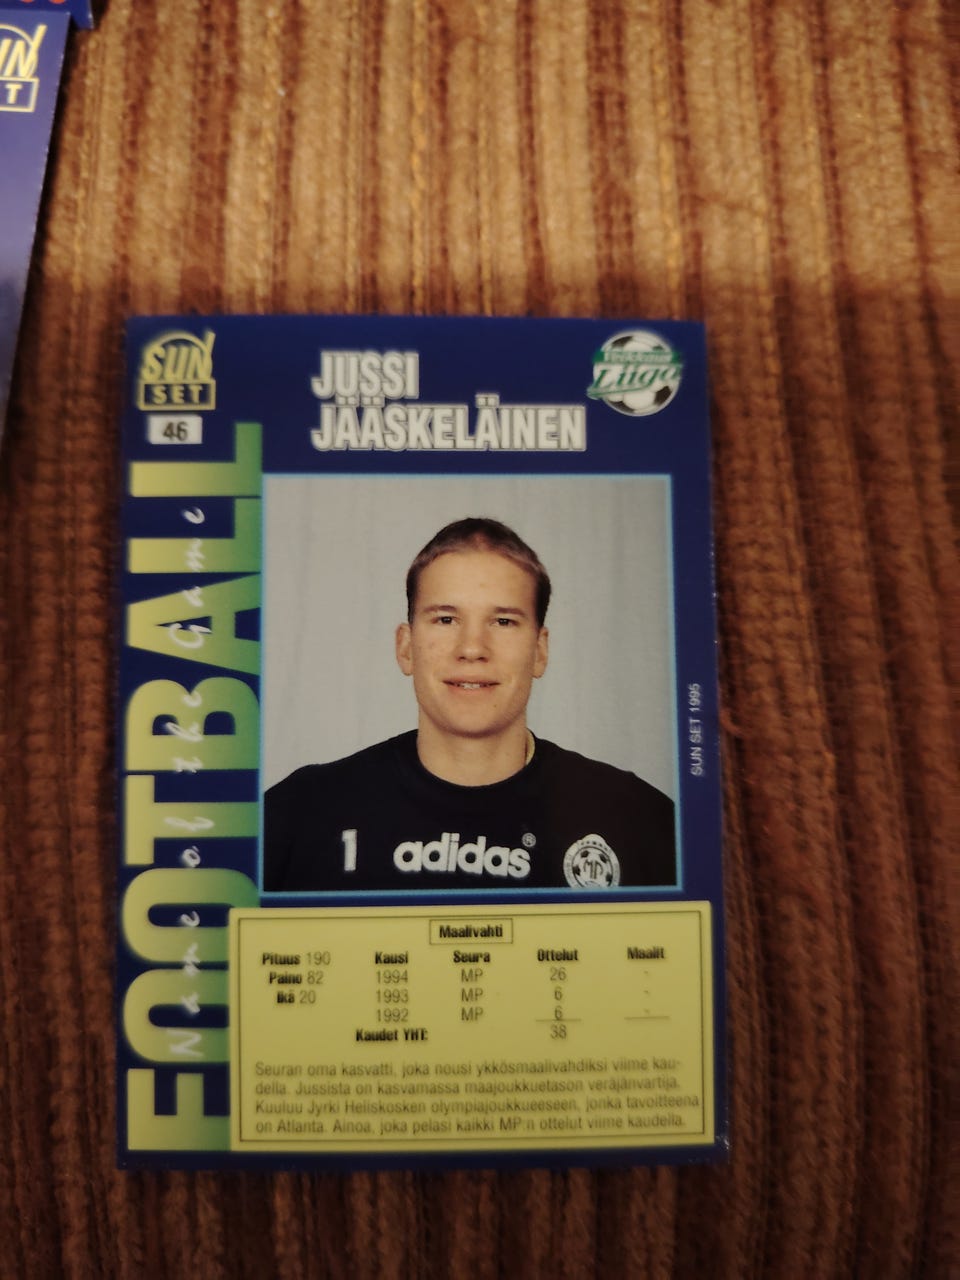 UN
T
SUN
SET
46
JUSSI
JÄÄSKELÄINEN
Veikkaus
Liiga
FOOTBALL
Name of the Game
SUN SET 1995
1 adidas®
MP
Maalivahti
Pituus 190 Kausi Seura Ottelut Maalit
Paino 82 1994 MP 26 -
Ikä 20 1993 MP 6 -
1992 MP 6 -
Kaudet YHT: 38
Seuran oma kasvatti, joka nousi ykkösmaalivahdiksi viime kau-
della. Jussista on kasvamassa maajoukkuetason veräjänvartija.
Kuuluu Jyrki Heliskosken olympiajoukkueeseen, jonka tavoitteena
on Atlanta. Ainoa, joka pelasi kaikki MP:n ottelut viime kaudella.